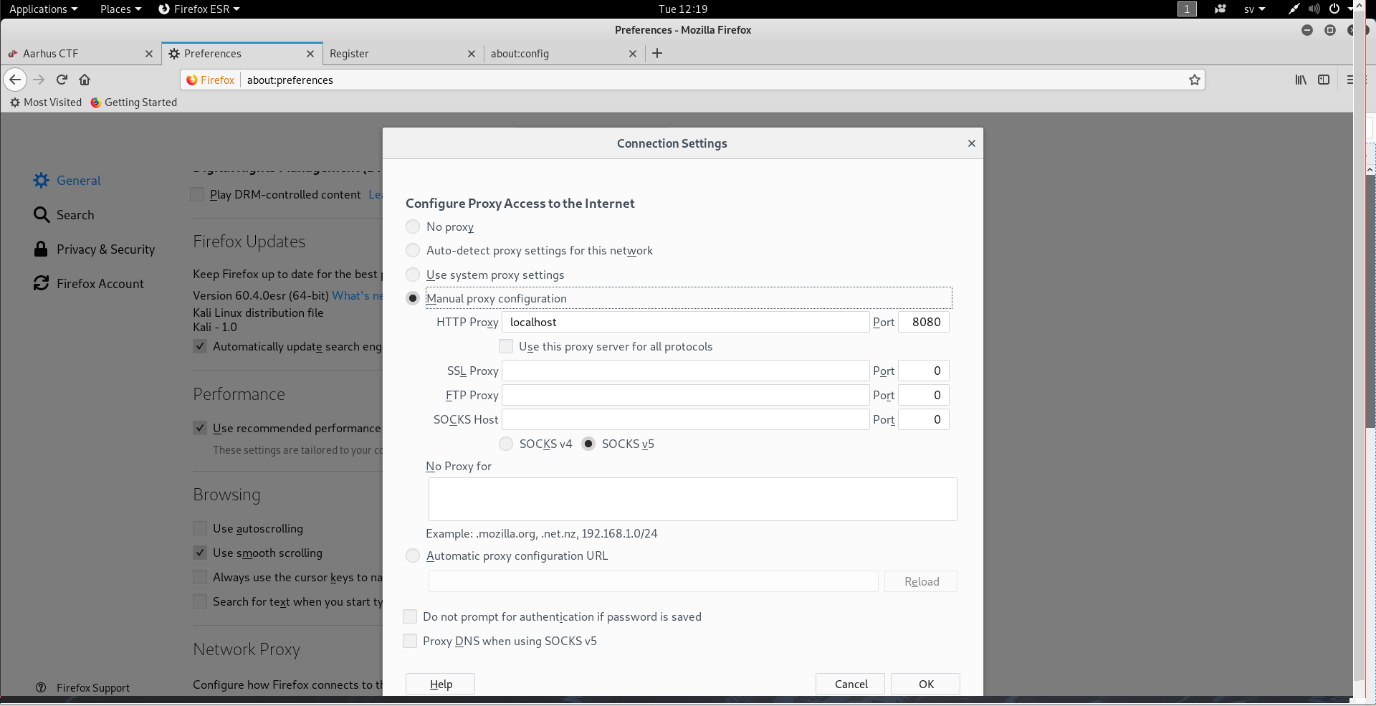 Applications Places Firefox ESR Tue 12:19 1 sv
Preferences - Mozilla Firefox
Aarhus CTF Preferences Register about:config
Firefox about:preferences
Most Visited Getting Started
Connection Settings
General
Search
Privacy & Security
Firefox Account
Firefox Support
Play DRM-controlled content
Firefox Updates
Keep Firefox up to date for the best
Version 60.4.0esr (64-bit) What's
Kali Linux distribution file
Kali - 1.0
Automatically update search
Performance
Use recommended performance
These settings are tailored to your
Browsing
Use autoscrolling
Use smooth scrolling
Always use the cursor keys to
Search for text when you start
Network Proxy
Configure how Firefox connects to
Configure Proxy Access to the Internet
No proxy
Auto-detect proxy settings for this network
Use system proxy settings
Manual proxy configuration
HTTP Proxy localhost Port 8080
Use this proxy server for all protocols
SSL Proxy Port 0
FTP Proxy Port 0
SOCKS Host Port 0
SOCKS v4 SOCKS v5
No Proxy for
Example: .mozilla.org, .net.nz, 192.168.1.0/24
Automatic proxy configuration URL
Reload
Do not prompt for authentication if password is saved
Proxy DNS when using SOCKS v5
Help Cancel OK